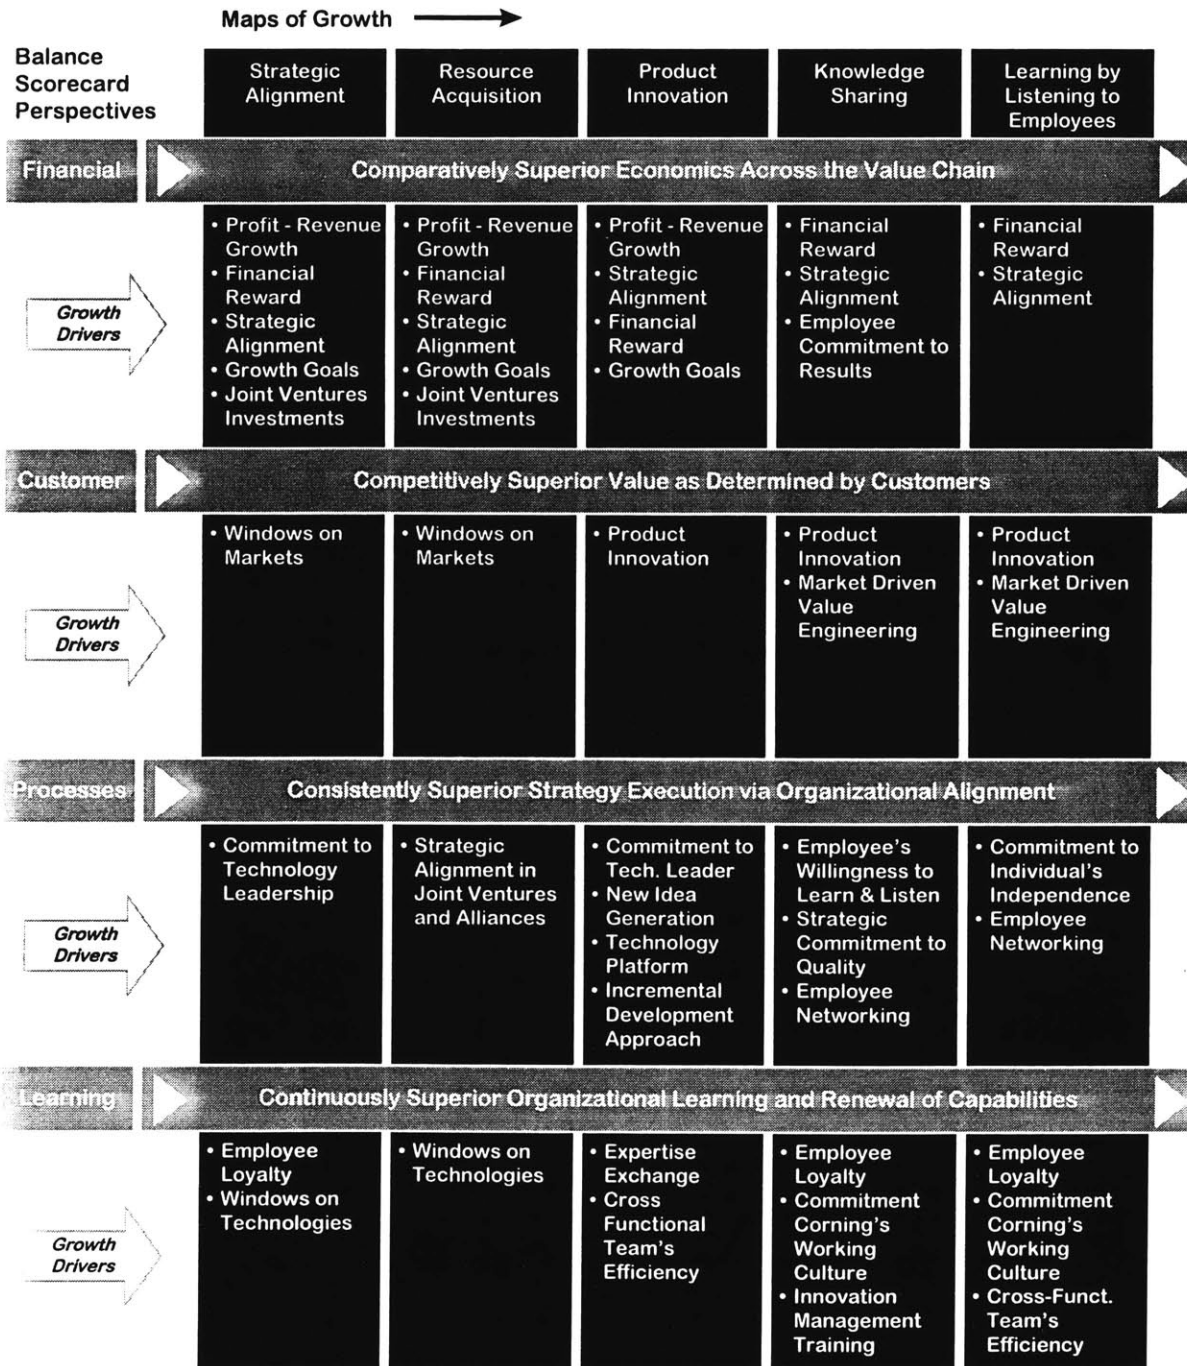 Maps of Growth
Balance
Scorecard
Perspectives
Strategic
Alignment
Resource
Acquisition
Product
Innovation
Knowledge
Sharing
Learning by
Listening to
Employees
Financial
Comparatively Superior Economics Across the Value Chain
Growth
Drivers
• Profit - Revenue
Growth
• Financial
Reward
• Strategic
Alignment
• Growth Goals
• Joint Ventures
Investments
• Profit - Revenue
Growth
• Financial
Reward
• Strategic
Alignment
• Growth Goals
• Joint Ventures
Investments
• Profit - Revenue
Growth
• Strategic
Alignment
• Financial
Reward
• Growth Goals
• Financial
Reward
• Strategic
Alignment
• Employee
Commitment to
Results
• Financial
Reward
• Strategic
Alignment
Customer
Competitively Superior Value as Determined by Customers
Growth
Drivers
• Windows on
Markets
• Windows on
Markets
• Product
Innovation
• Product
Innovation
• Market Driven
Value
Engineering
• Product
Innovation
• Market Driven
Value
Engineering
Processes
Consistently Superior Strategy Execution via Organizational Alignment
Growth
Drivers
• Commitment to
Technology
Leadership
• Strategic
Alignment in
Joint Ventures
and Alliances
• Commitment to
Tech. Leader
• New Idea
Generation
• Technology
Platform
• Incremental
Development
Approach
• Employee's
Willingness to
Learn & Listen
• Strategic
Commitment to
Quality
• Employee
Networking
• Commitment to
Individual's
Independence
• Employee
Networking
Learning
Continuously Superior Organizational Learning and Renewal of Capabilities
Growth
Drivers
• Employee
Loyalty
• Windows on
Technologies
• Windows on
Technologies
• Expertise
Exchange
• Cross
Functional
Team's
Efficiency
• Employee
Loyalty
• Commitment
Corning's
Working
Culture
• Innovation
Management
Training
• Employee
Loyalty
• Commitment
Corning's
Working
Culture
• Cross-Funct.
Team's
Efficiency